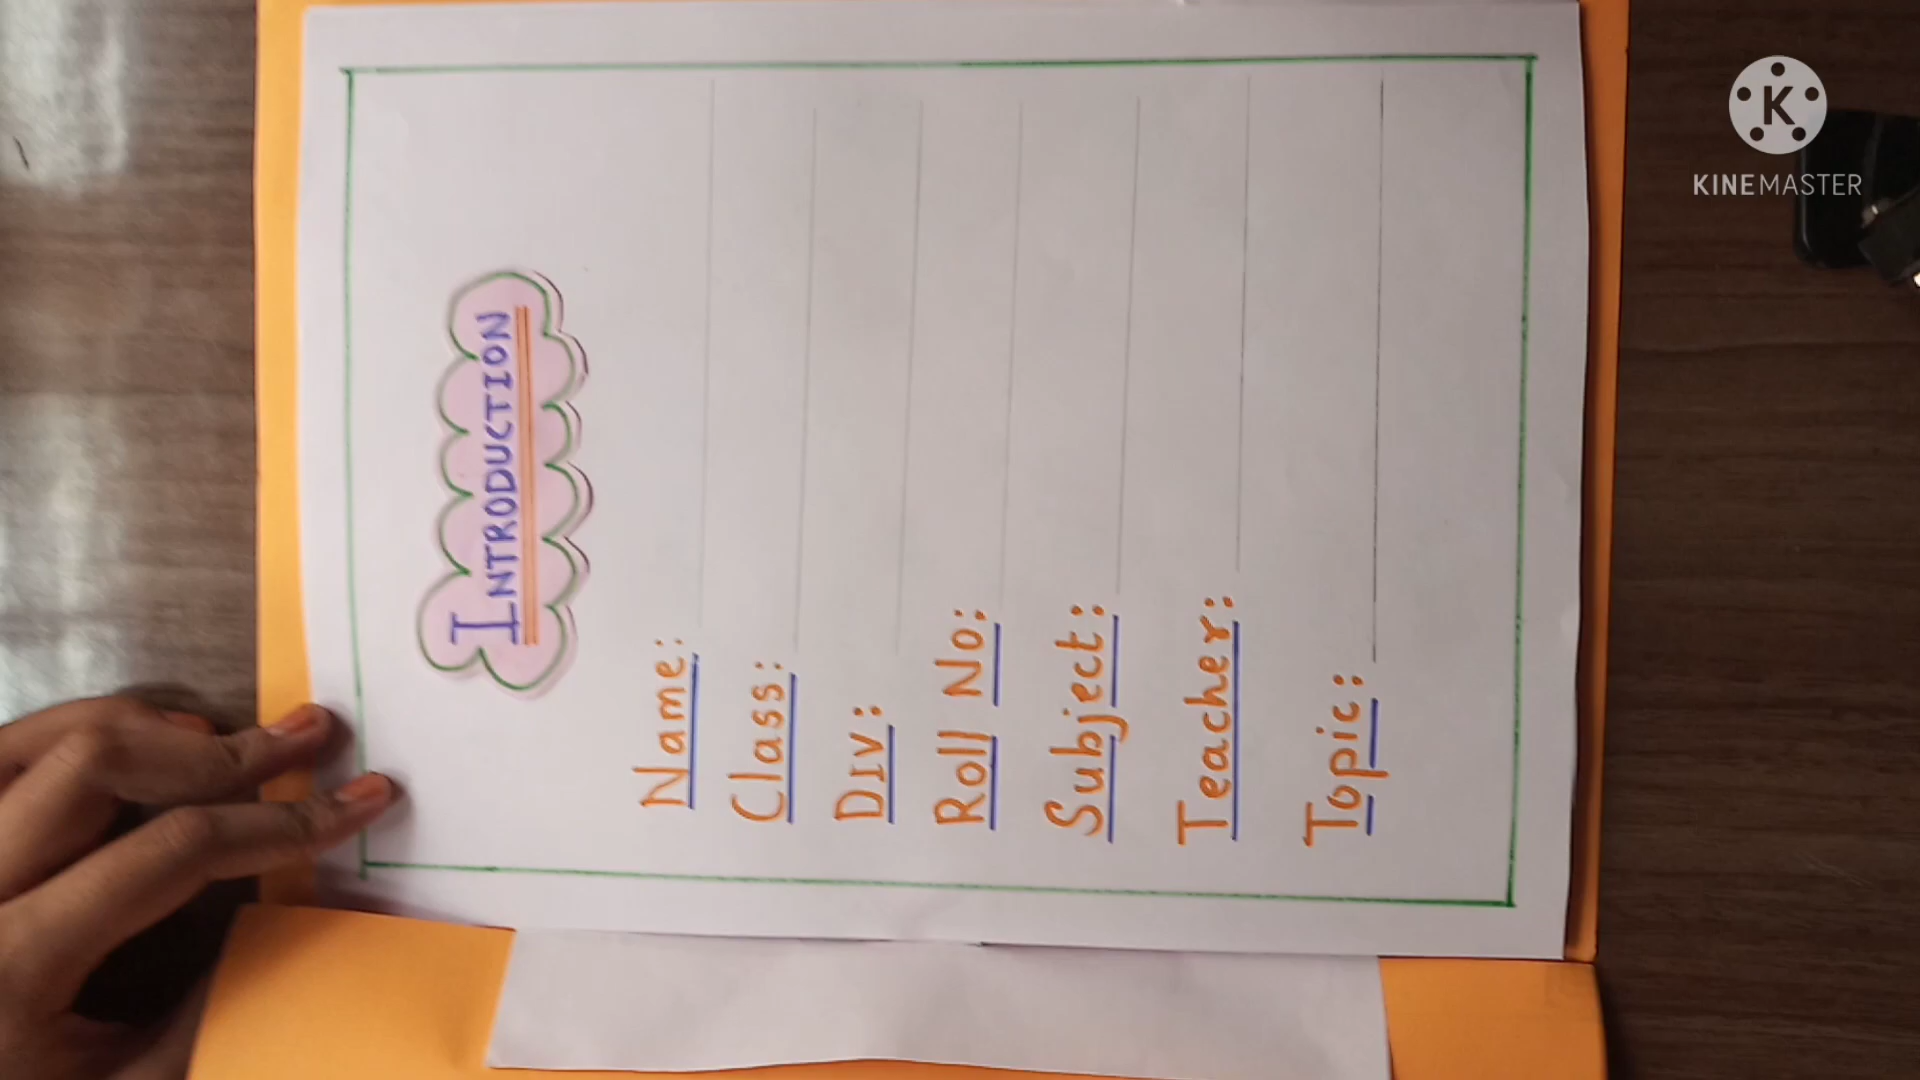 INTRODUCTION
Name:
Class:
DIV:
Roll No:
Subject:
Teacher:
Topic:
K
KINEMASTER